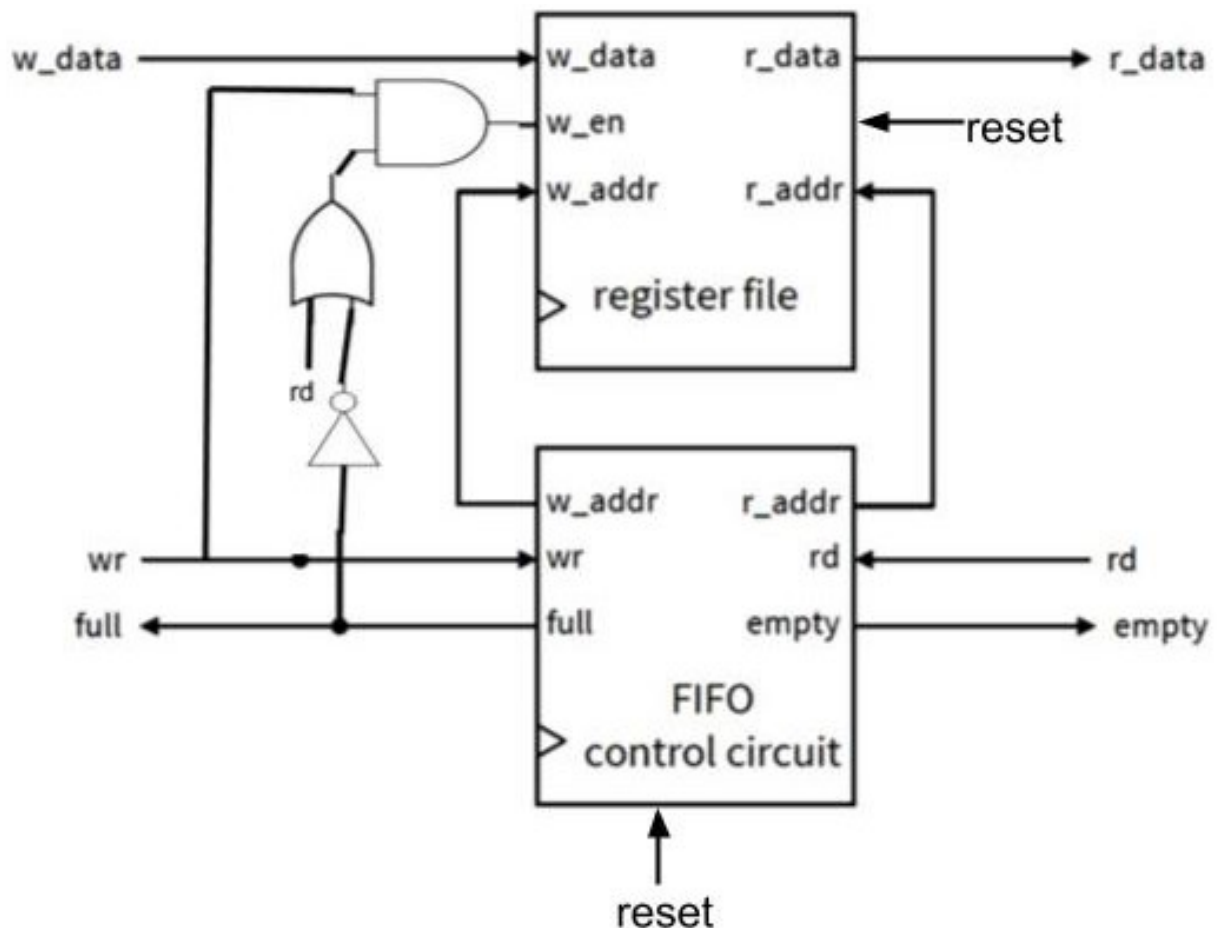 w_data
w_data
r_data
r_data
w_en
reset
w_addr
r_addr
register file
rd
w_addr
r_addr
wr
wr
rd
rd
full
full
empty
empty
FIFO
control circuit
reset